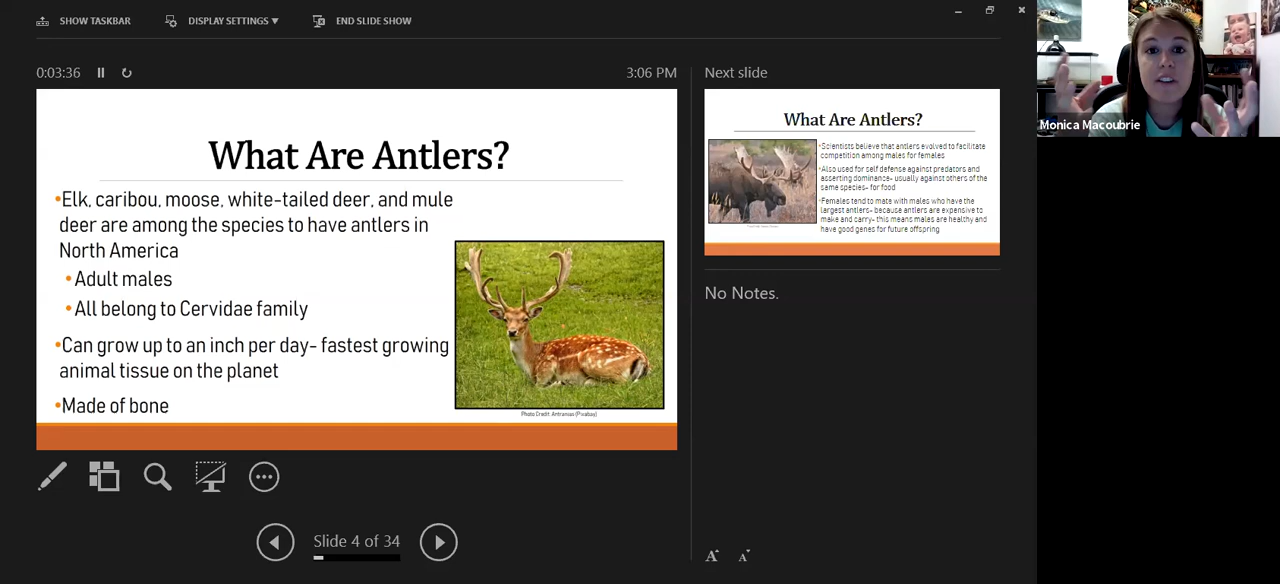 SHOW TASKBAR
DISPLAY SETTINGS ▼
END SLIDE SHOW
0:03:36
3:06 PM
Next slide
What Are Antlers?
•Elk, caribou, moose, white-tailed deer, and mule
deer are among the species to have antlers in
North America
•Adult males
•All belong to Cervidae family
•Can grow up to an inch per day- fastest growing
animal tissue on the planet
•Made of bone
Photo Credit: Antranias (Pixabay)
What Are Antlers?
•Scientists believe that antlers evolved to facilitate
competition among males for females
•Also used for self defense against predators and
asserting dominance- usually against others of the
same species- for food
•Females tend to mate with males who have the
largest antlers- because antlers are expensive to
make and carry- this means males are healthy and
have good genes for future offspring
No Notes.
Monica Macoubrie
Slide 4 of 34
A
A